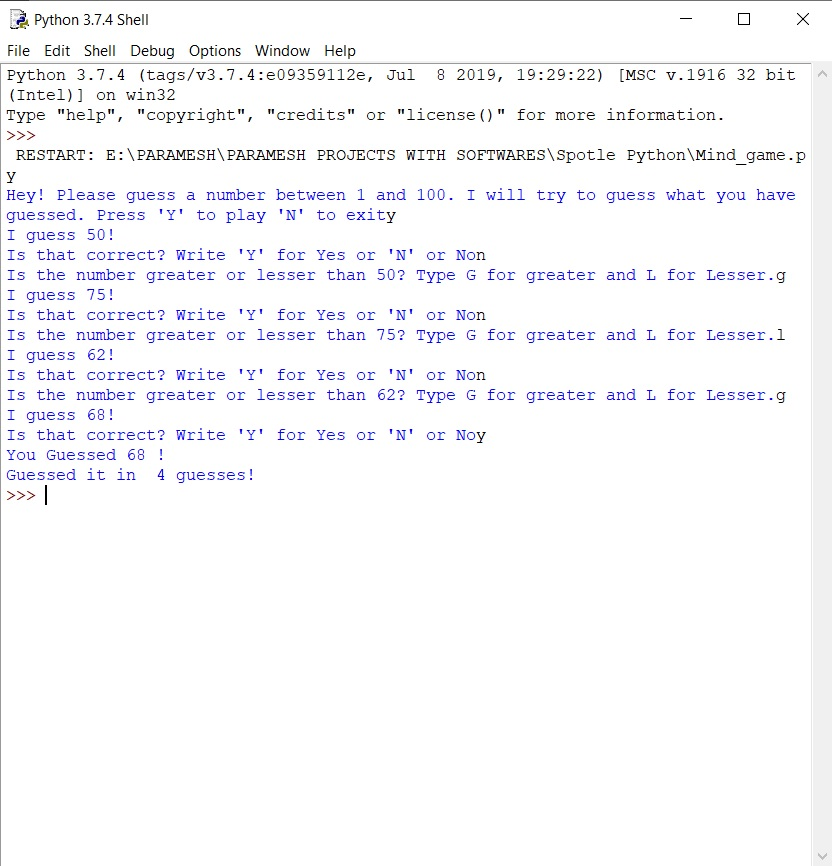 Python 3.7.4 Shell
File Edit Shell Debug Options Window Help
Python 3.7.4 (tags/v3.7.4:e09359112e, Jul  8 2019, 19:29:22) [MSC v.1916 32 bit
(Intel)] on win32
Type "help", "copyright", "credits" or "license()" for more information.
>>>
 RESTART: E:\PARAMESH\PARAMESH PROJECTS WITH SOFTWARES\Spotle Python\Mind_game.p
y
Hey! Please guess a number between 1 and 100. I will try to guess what you have
guessed. Press 'Y' to play 'N' to exity
I guess 50!
Is that correct? Write 'Y' for Yes or 'N' or Non
Is the number greater or lesser than 50? Type G for greater and L for Lesser.g
I guess 75!
Is that correct? Write 'Y' for Yes or 'N' or Non
Is the number greater or lesser than 75? Type G for greater and L for Lesser.l
I guess 62!
Is that correct? Write 'Y' for Yes or 'N' or Non
Is the number greater or lesser than 62? Type G for greater and L for Lesser.g
I guess 68!
Is that correct? Write 'Y' for Yes or 'N' or Noy
You Guessed 68 !
Guessed it in  4 guesses!
>>>